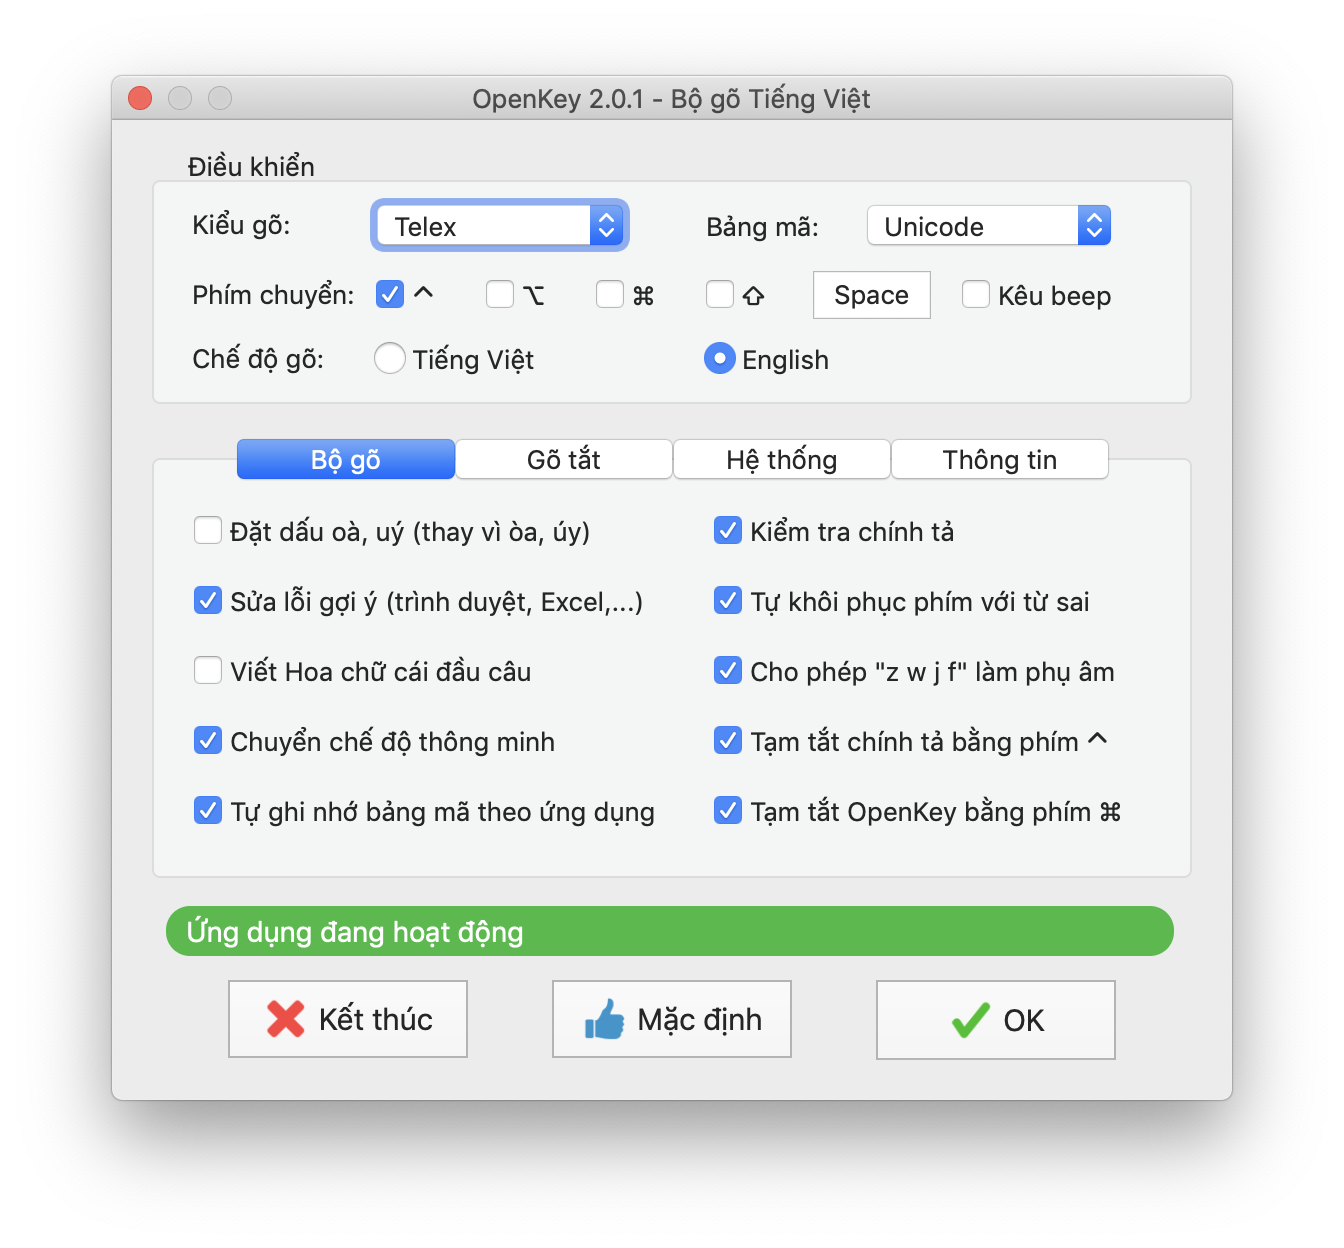 OpenKey 2.0.1 - Bộ gõ Tiếng Việt
Điều khiển
Kiểu gõ: Telex Bảng mã: Unicode
Phím chuyển: ^ ⌥ ⌘ ⇧ Space Kêu beep
Chế độ gõ: Tiếng Việt English
Bộ gõ Gõ tắt Hệ thống Thông tin
Đặt dấu oà, uý (thay vì òa, úy) Kiểm tra chính tả
Sửa lỗi gợi ý (trình duyệt, Excel,...) Tự khôi phục phím với từ sai
Viết Hoa chữ cái đầu câu Cho phép "z w j f" làm phụ âm
Chuyển chế độ thông minh Tạm tắt chính tả bằng phím ^
Tự ghi nhớ bảng mã theo ứng dụng Tạm tắt OpenKey bằng phím ⌘
Ứng dụng đang hoạt động
Kết thúc Mặc định OK